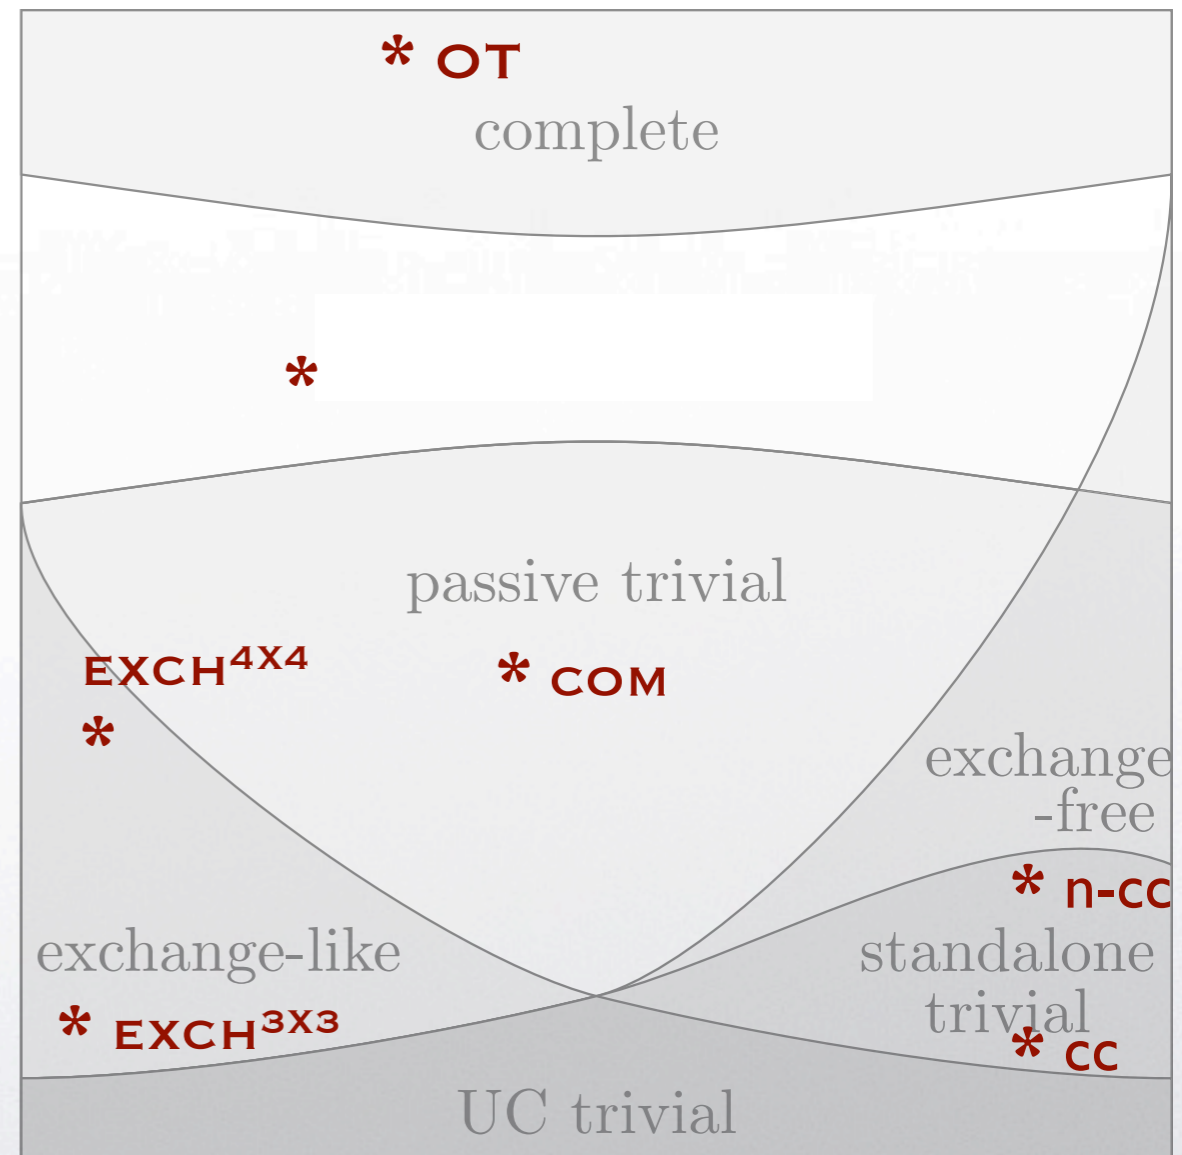 * OT
complete
*
passive trivial
EXCH⁴ˣ⁴
*
* COM
exchange
-free
* n-cc
exchange-like
standalone
trivial
* EXCH³ˣ³
* cc
UC trivial